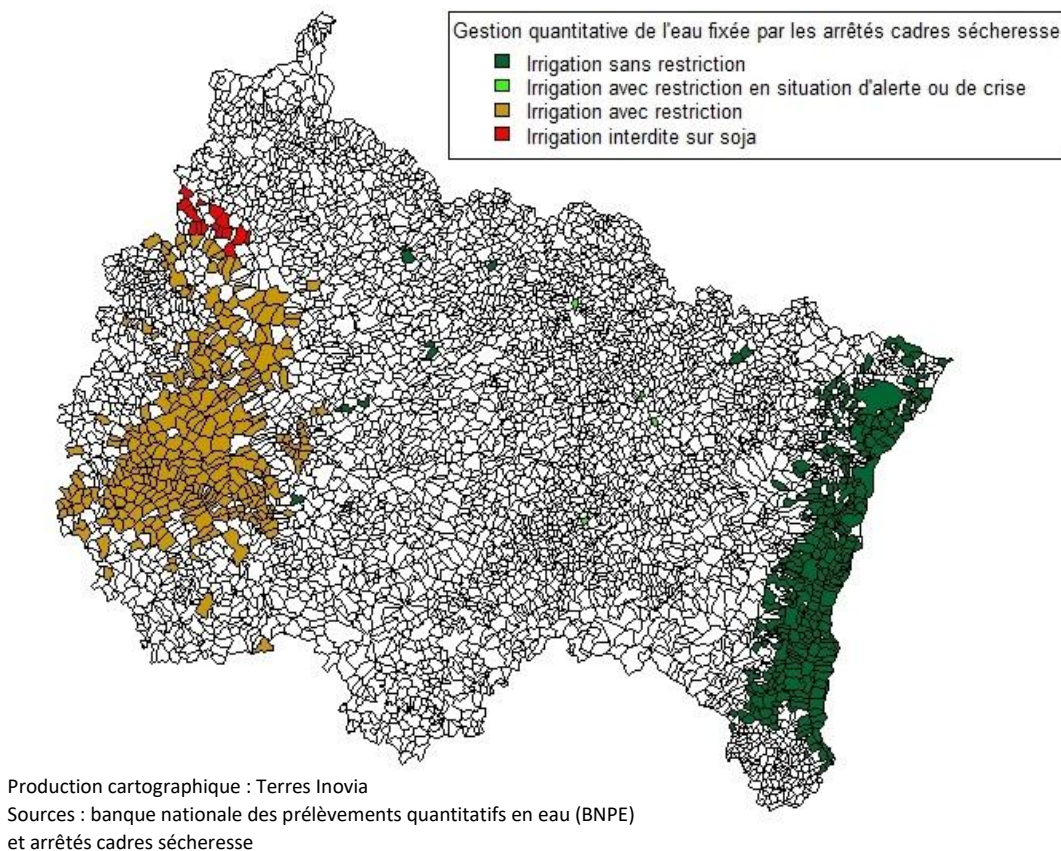 Gestion quantitative de l'eau fixée par les arrêtés cadres sécheresse
Irrigation sans restriction
Irrigation avec restriction en situation d'alerte ou de crise
Irrigation avec restriction
Irrigation interdite sur soja
Production cartographique : Terres Inovia
Sources : banque nationale des prélèvements quantitatifs en eau (BNPE)
et arrêtés cadres sécheresse